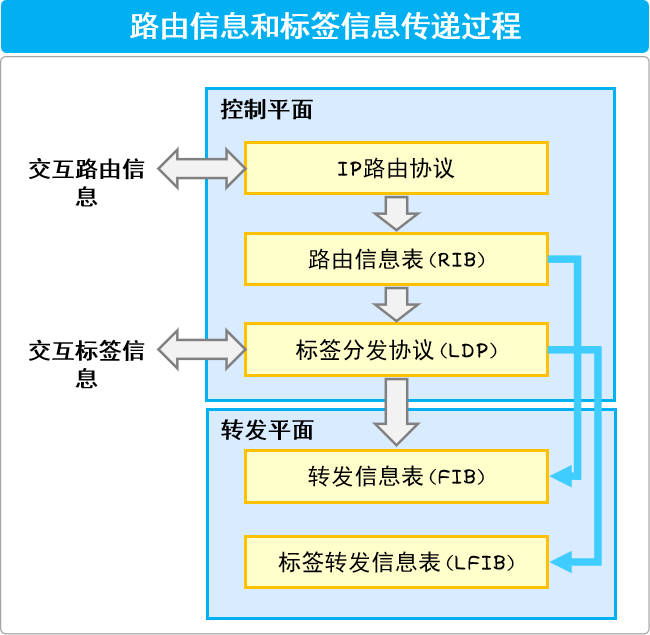 路由信息和标签信息传递过程
控制平面
交互路由信
息
IP路由协议
路由信息表(RIB)
交互标签信
息
标签分发协议(LDP)
转发平面
转发信息表(FIB)
标签转发信息表(LFIB)